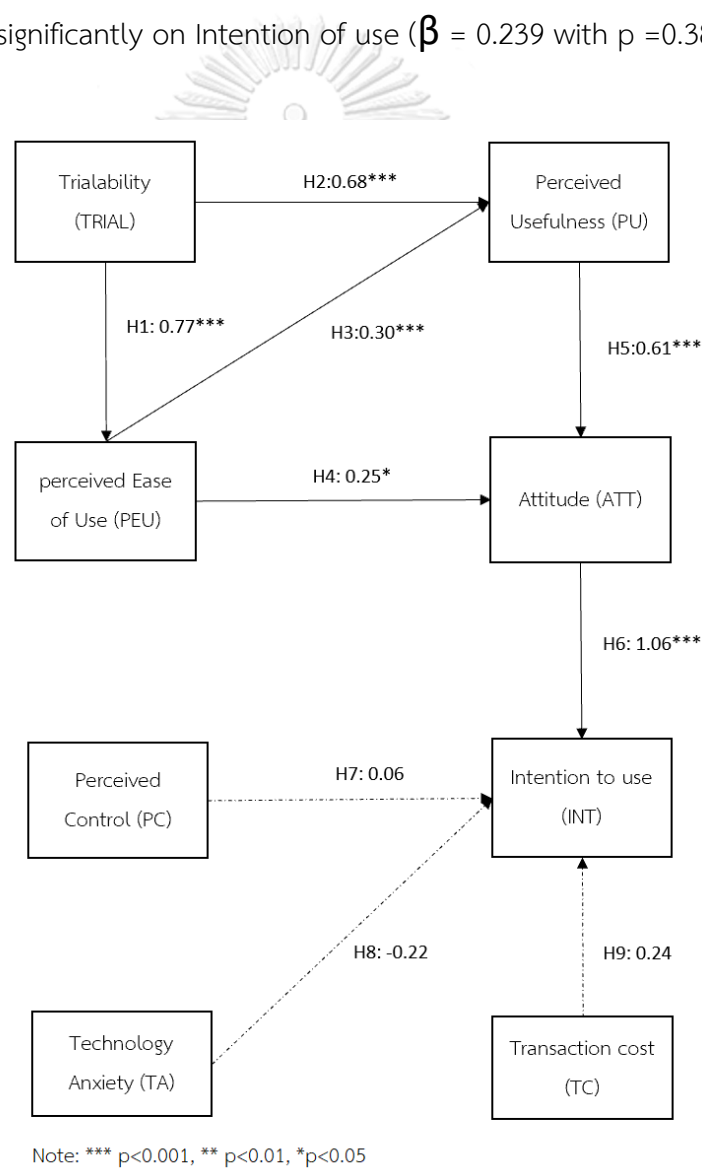 significantly on Intention of use (β = 0.239 with p =0.38
Trialability
(TRIAL)
H2:0.68***
Perceived
Usefulness (PU)
H1: 0.77***
H3:0.30***
H5:0.61***
perceived Ease
of Use (PEU)
H4: 0.25*
Attitude (ATT)
H6: 1.06***
Perceived
Control (PC)
H7: 0.06
Intention to use
(INT)
H8: -0.22
H9: 0.24
Technology
Anxiety (TA)
Transaction cost
(TC)
Note: *** p<0.001, ** p<0.01, *p<0.05